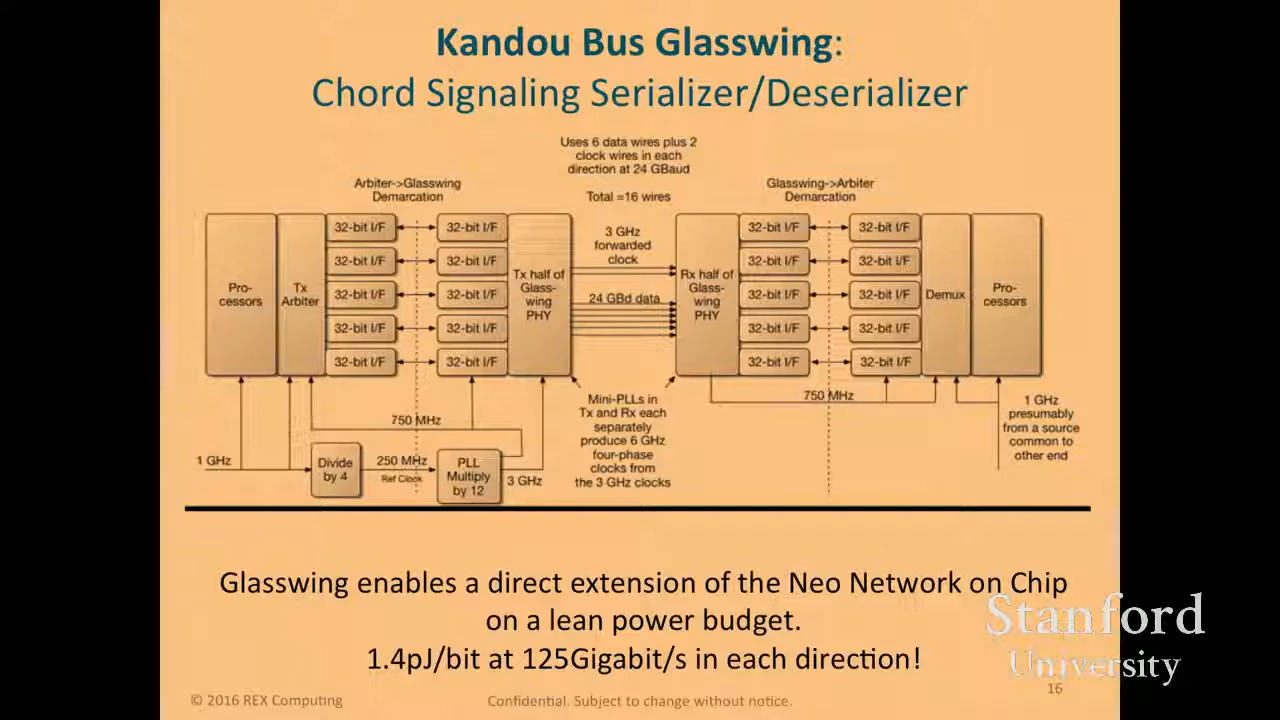 Kandou Bus Glasswing:
Chord Signaling Serializer/Deserializer
Uses 6 data wires plus 2
clock wires in each
direction at 24 GBaud
Total =16 wires
Arbiter->Glasswing
Demarcation
Glasswing->Arbiter
Demarcation
Pro-
cessors
Tx
Arbiter
32-bit I/F
32-bit I/F
32-bit I/F
32-bit I/F
32-bit I/F
32-bit I/F
32-bit I/F
32-bit I/F
32-bit I/F
32-bit I/F
Tx half of
Glass-
wing
PHY
3 GHz
forwarded
clock
24 GBd data
Rx half of
Glass-
wing
PHY
32-bit I/F
32-bit I/F
32-bit I/F
32-bit I/F
32-bit I/F
32-bit I/F
32-bit I/F
32-bit I/F
32-bit I/F
32-bit I/F
Demux
Pro-
cessors
750 MHz
1 GHz
Divide
by 4
250 MHz
Ref Clock
PLL
Multiply
by 12
3 GHz
Mini-PLLs in
Tx and Rx each
separately
produce 6 GHz
four-phase
clocks from
the 3 GHz clocks
750 MHz
1 GHz
presumably
from a source
common to
other end
Glasswing enables a direct extension of the Neo Network on Chip
on a lean power budget.
1.4pJ/bit at 125Gigabit/s in each direction!
Stanford
University
© 2016 REX Computing
Confidential. Subject to change without notice.
16